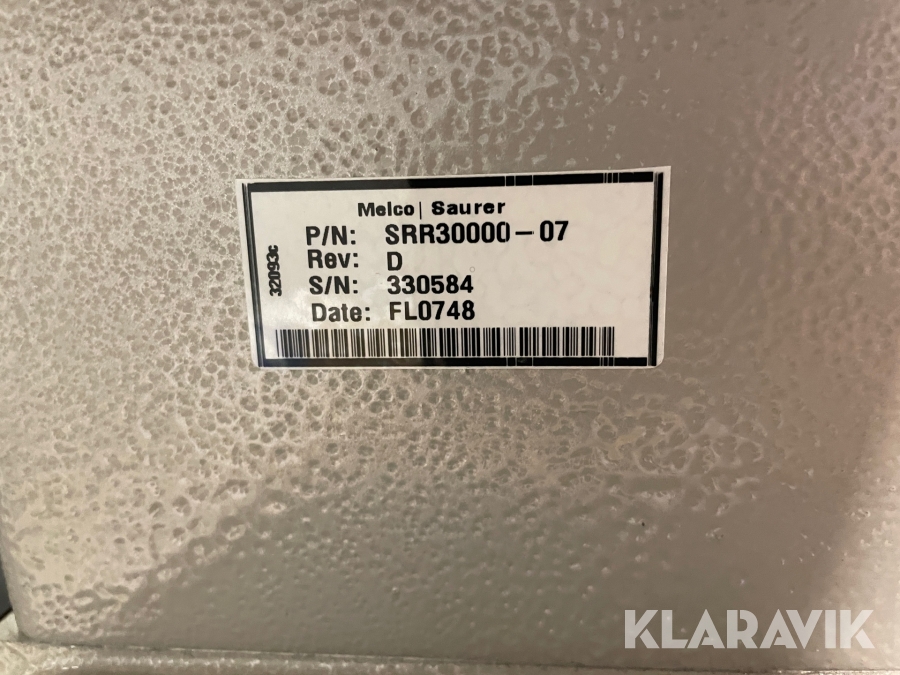 Melco | Saurer
P/N: SRR30000-07
Rev: D
S/N: 330584
Date: FL0748
32093c
KLARAVIK